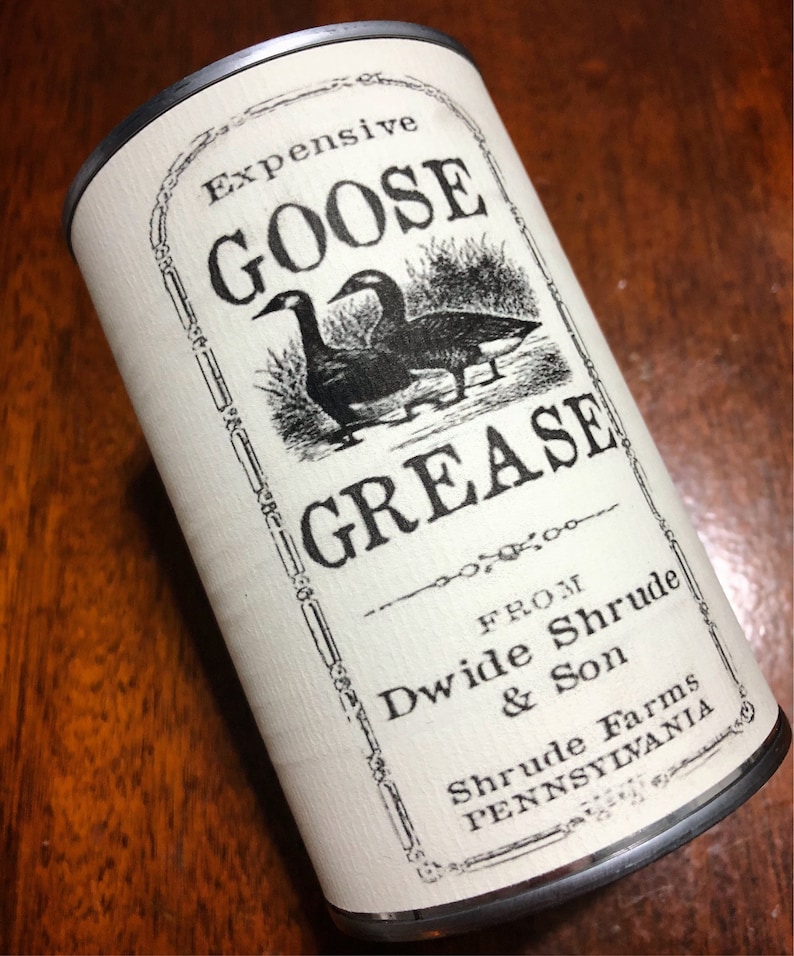 Expensive
GOOSE
GREASE
FROM
Dwide Shrude
& Son
Shrude Farms
PENNSYLVANIA